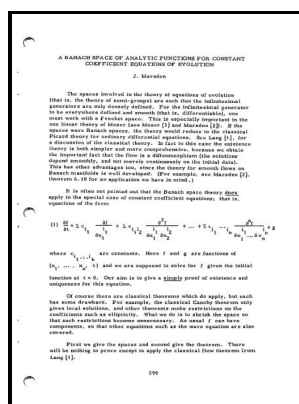 A BANACH SPACE OF ANALYTIC FUNCTIONS FOR CONSTANT
COEFFICIENT EQUATIONS OF EVOLUTION
J. Marsden
The spaces involved in the theory of equations of evolution
(that is, the theory of semi-groups) are such that the infinitesimal
generators are only densely defined. For the infinitesimal generator
to be everywhere defined and smooth (that is, differentiable), one
must work with a Frechet space. This is especially important in the
non linear theory of Moser (see Moser [3] and Marsden [2]). If the
spaces were Banach spaces, the theory would reduce to the classical
Picard theory for ordinary differential equations. See Lang [1], for
a discussion of the classical theory. In fact in this case the existence
theory is both simpler and more comprehensive, because we obtain
the important fact that the flow is a diffeomorphism (the solutions
depend smoothly, and not merely continuously on the initial data).
This has other advantages too, since the theory for smooth flows on
Banach manifolds is well developed. (For example, see Marsden [2],
theorem 6.10 for an application we have in mind.)
It is often not pointed out that the Banach space theory does
apply in the special case of constant coefficient equations; that is,
equations of the form
(1)
where are constants. Here f and g are functions of
(x₁, ... , xₙ, t) and we are supposed to solve for f given the initial
function at t = 0. Our aim is to give a simple proof of existence and
uniqueness for this equation.
Of course there are classical theorems which do apply, but each
has some drawback. For example, the classical Cauchy theorem only
gives local solutions, and other theorems make restrictions on the
coefficients such as ellipticity. What we do is to shrink the space so
that such restrictions become unnecessary. As usual f can have
components, so that other equations such as the wave equation are also
covered.
First we give the spaces and second give the theorem. There
will be nothing to prove except to apply the classical flow theorem from
Lang [1].
599